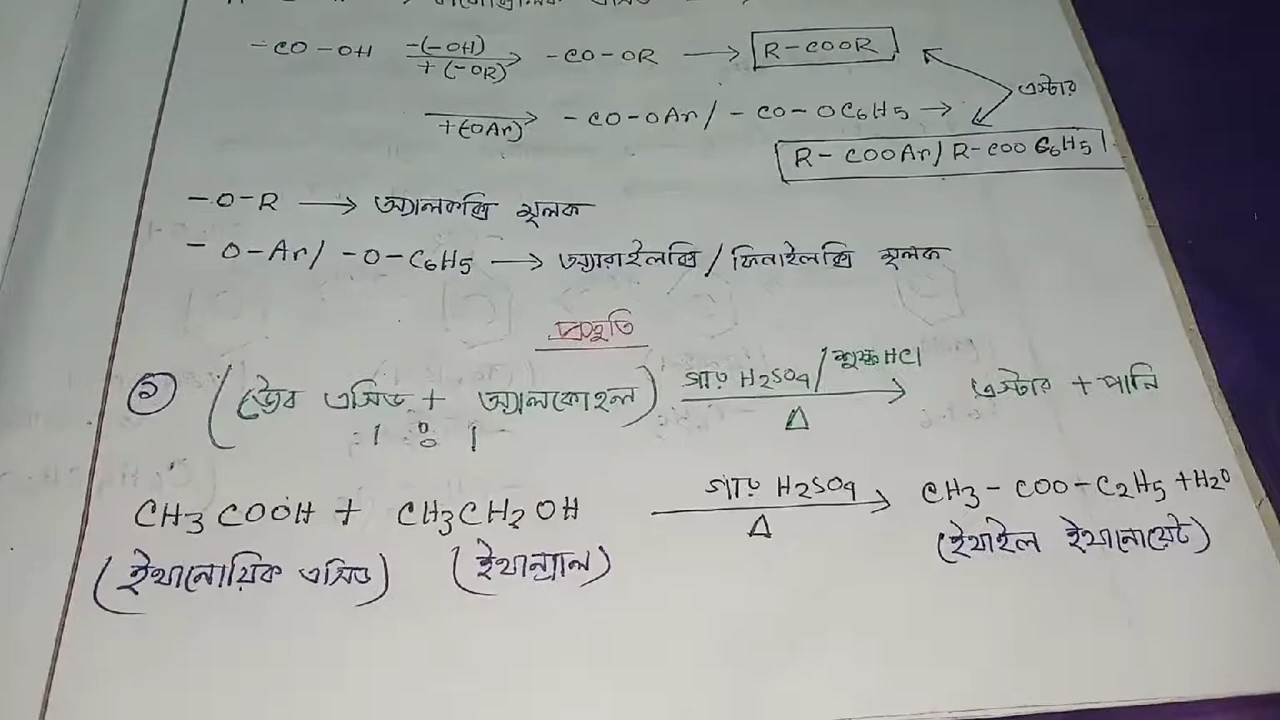 এসিড
-CO-OH -(-OH) +(-OR) → -CO-OR → R-COOR
এস্টার
+(OAr) → -CO-OAr/ -CO-OC6H5 →
R-COOAr/R-COOC6H5
-O-R → অ্যালকক্সি মূলক
-O-Ar/ -O-C6H5 → অ্যারাইলক্সি/ফিনাইলক্সি মূলক
প্রস্তুতি
(জৈব এসিড + অ্যালকোহল) গাঢ় H2SO4/শুষ্ক HCl Δ → এস্টার + পানি
:1 : 1
CH3COOH + CH3CH2OH গাঢ় H2SO4 Δ → CH3-COO-C2H5 + H2O
(ইথানোয়িক এসিড) (ইথান্যাল) (ইথাইল ইথানোয়েট)